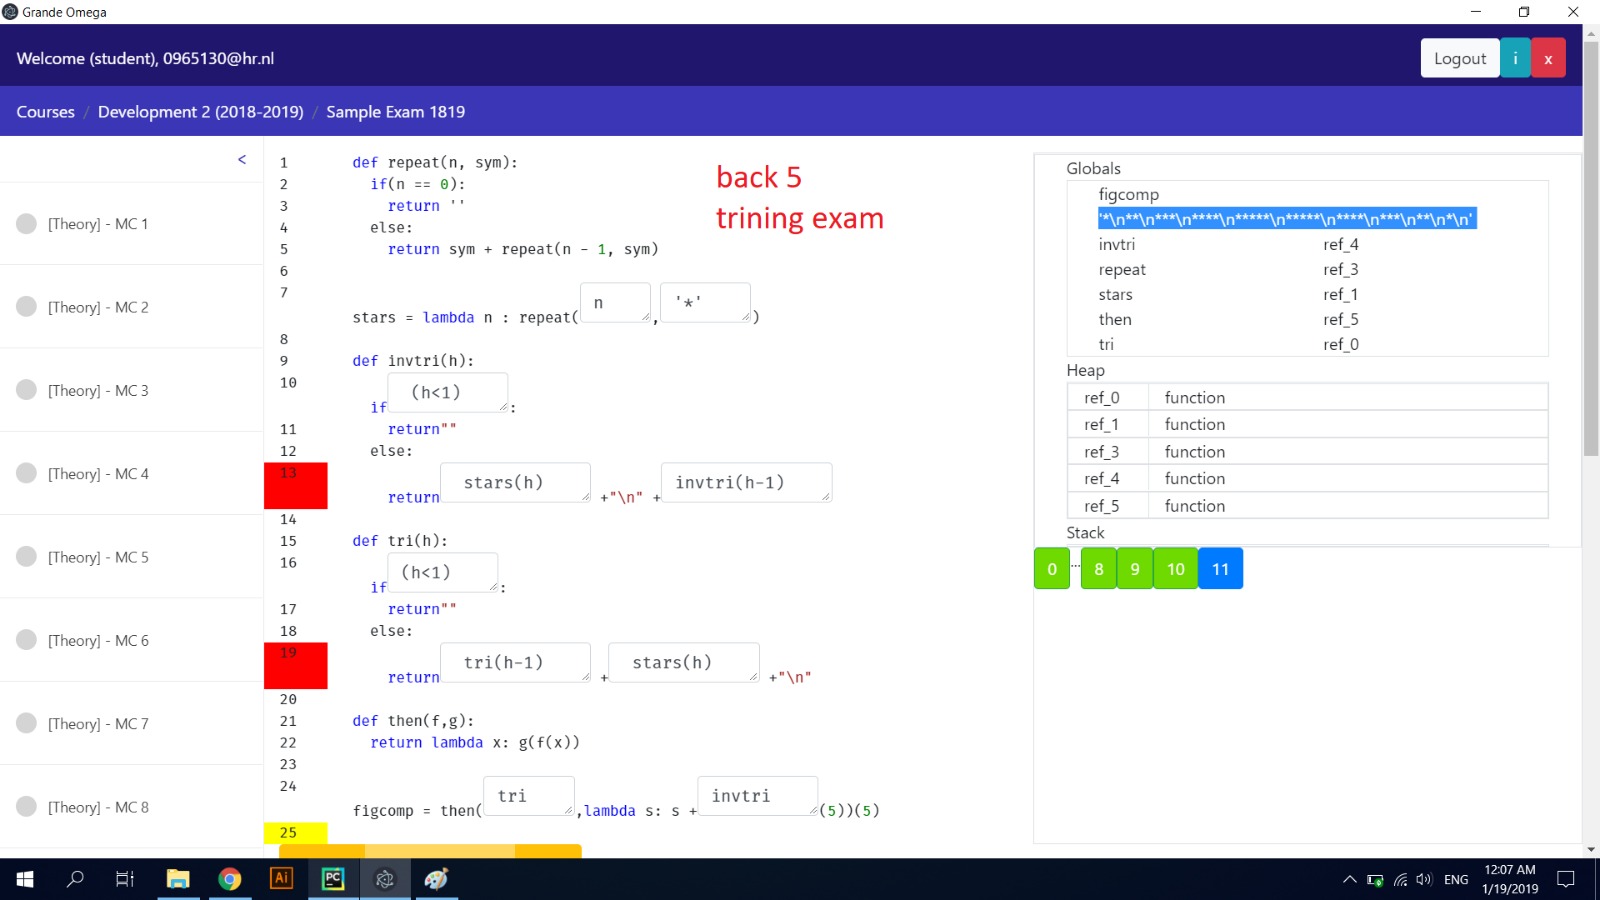 Grande Omega
Welcome (student), 0965130@hr.nl
Logout
i
x
Courses / Development 2 (2018-2019) / Sample Exam 1819
<
[Theory] - MC 1
[Theory] - MC 2
[Theory] - MC 3
[Theory] - MC 4
[Theory] - MC 5
[Theory] - MC 6
[Theory] - MC 7
[Theory] - MC 8
1 def repeat(n, sym):
2 if(n == 0):
3 return ''
4 else:
5 return sym + repeat(n - 1, sym)
6
7 stars = lambda n : repeat( n , '*' )
8
9 def invtri(h):
10 if (h<1) :
11 return""
12 else:
13 return stars(h) +"\n" + invtri(h-1)
14
15 def tri(h):
16 if (h<1) :
17 return""
18 else:
19 return tri(h-1) + stars(h) +"\n"
20
21 def then(f,g):
22 return lambda x: g(f(x))
23
24 figcomp = then( tri ,lambda s: s + invtri (5))(5)
25
back 5
trining exam
Globals
figcomp
'*\n**\n***\n****\n*****\n*****\n****\n***\n**\n*\n'
invtri ref_4
repeat ref_3
stars ref_1
then ref_5
tri ref_0
Heap
ref_0 function
ref_1 function
ref_3 function
ref_4 function
ref_5 function
Stack
0 ... 8 9 10 11
Ai
PC
ENG
12:07 AM
1/19/2019